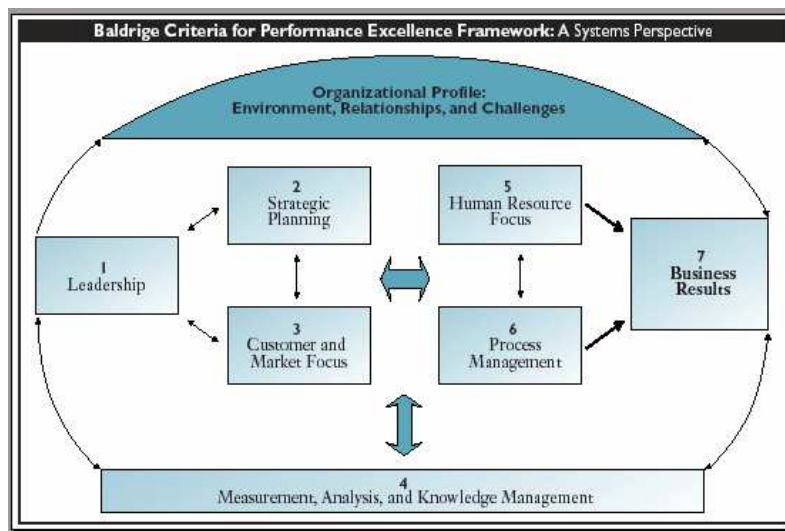 Baldrige Criteria for Performance Excellence Framework: A Systems Perspective
Organizational Profile:
Environment, Relationships, and Challenges
2
Strategic
Planning
5
Human Resource
Focus
1
Leadership
7
Business
Results
3
Customer and
Market Focus
6
Process
Management
4
Measurement, Analysis, and Knowledge Management